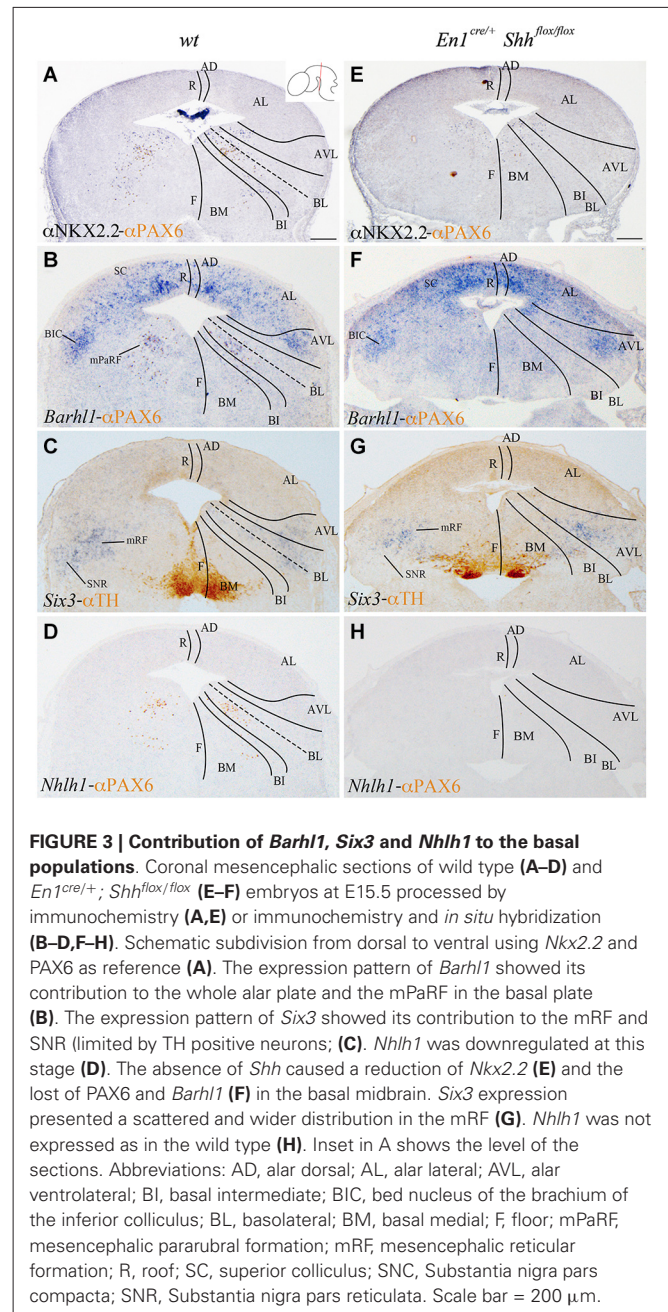 wt
En1^cre/+ Shh^flox/flox
A
AD
R
AL
AVL
BL
BI
BM
F
αNKX2.2-αPAX6
E
AD
R
AL
AVL
BI
BL
BM
F
αNKX2.2-αPAX6
B
SC
AD
R
AL
BIC
mPaRF
AVL
BL
BI
BM
F
Barhl1-αPAX6
F
SC
AD
R
AL
BIC
AVL
BL
BI
BM
F
Barhl1-αPAX6
C
AD
R
AL
mRF
SNR
AVL
BL
BI
BM
F
Six3-αTH
G
AD
R
AL
mRF
SNR
AVL
BL
BI
BM
F
Six3-αTH
D
AD
R
AL
AVL
BL
BI
BM
F
Nhlh1-αPAX6
H
AD
R
AL
AVL
BL
BI
BM
F
Nhlh1-αPAX6
FIGURE 3 | Contribution of Barhl1, Six3 and Nhlh1 to the basal
populations. Coronal mesencephalic sections of wild type (A–D) and
En1^cre/+; Shh^flox/flox (E–F) embryos at E15.5 processed by
immunochemistry (A,E) or immunochemistry and in situ hybridization
(B–D,F–H). Schematic subdivision from dorsal to ventral using Nkx2.2 and
PAX6 as reference (A). The expression pattern of Barhl1 showed its
contribution to the whole alar plate and the mPaRF in the basal plate
(B). The expression pattern of Six3 showed its contribution to the mRF and
SNR (limited by TH positive neurons; (C). Nhlh1 was downregulated at this
stage (D). The absence of Shh caused a reduction of Nkx2.2 (E) and the
lost of PAX6 and Barhl1 (F) in the basal midbrain. Six3 expression
presented a scattered and wider distribution in the mRF (G). Nhlh1 was not
expressed as in the wild type (H). Inset in A shows the level of the
sections. Abbreviations: AD, alar dorsal; AL, alar lateral; AVL, alar
ventrolateral; BI, basal intermediate; BIC, bed nucleus of the brachium of
the inferior colliculus; BL, basolateral; BM, basal medial; F, floor; mPaRF,
mesencephalic pararubral formation; mRF, mesencephalic reticular
formation; R, roof; SC, superior colliculus; SNC, Substantia nigra pars
compacta; SNR, Substantia nigra pars reticulata. Scale bar = 200 μm.